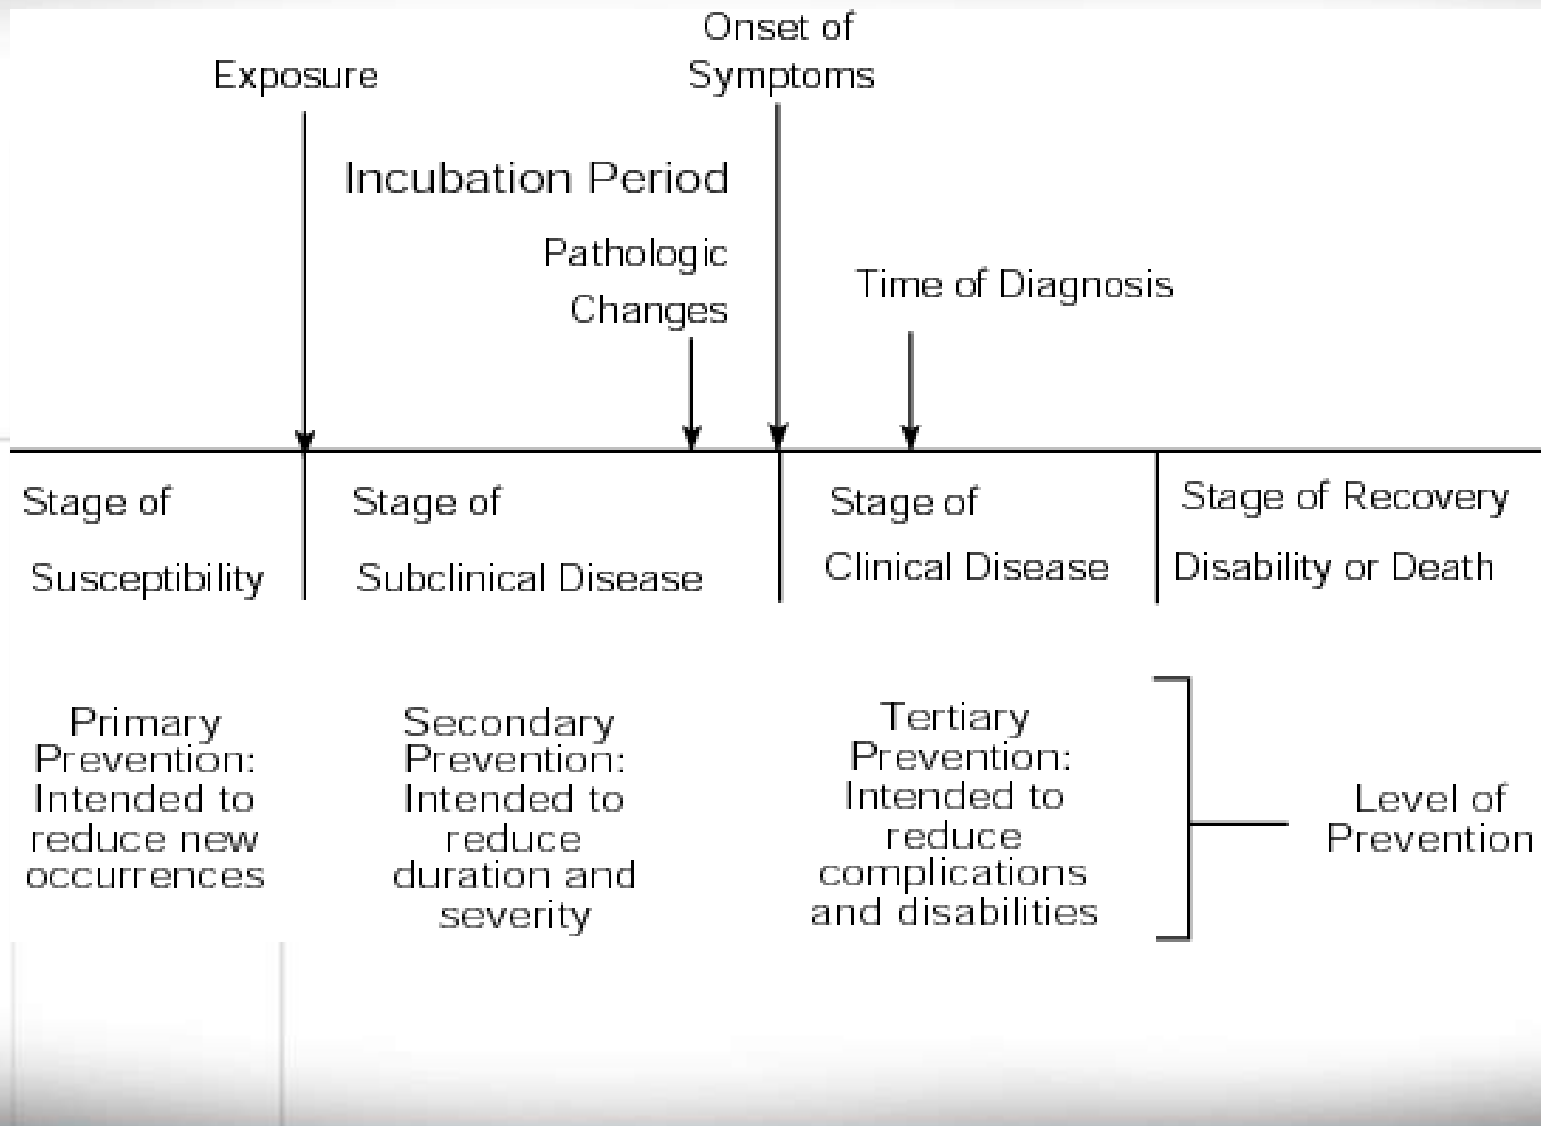 Onset of
Symptoms
Exposure
Incubation Period
Pathologic
Changes
Time of Diagnosis
Stage of
Susceptibility
Stage of
Subclinical Disease
Stage of
Clinical Disease
Stage of Recovery
Disability or Death
Primary
Prevention:
Intended to
reduce new
occurrences
Secondary
Prevention:
Intended to
reduce
duration and
severity
Tertiary
Prevention:
Intended to
reduce
complications
and disabilities
Level of
Prevention